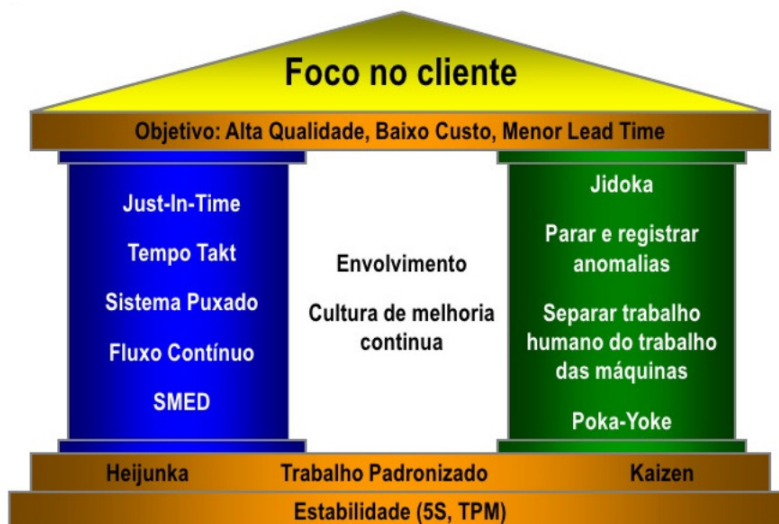 Foco no cliente
Objetivo: Alta Qualidade, Baixo Custo, Menor Lead Time
Just-In-Time
Tempo Takt
Sistema Puxado
Fluxo Contínuo
SMED
Envolvimento
Cultura de melhoria
continua
Jidoka
Parar e registrar
anomalias
Separar trabalho
humano do trabalho
das máquinas
Poka-Yoke
Heijunka
Trabalho Padronizado
Kaizen
Estabilidade (5S, TPM)